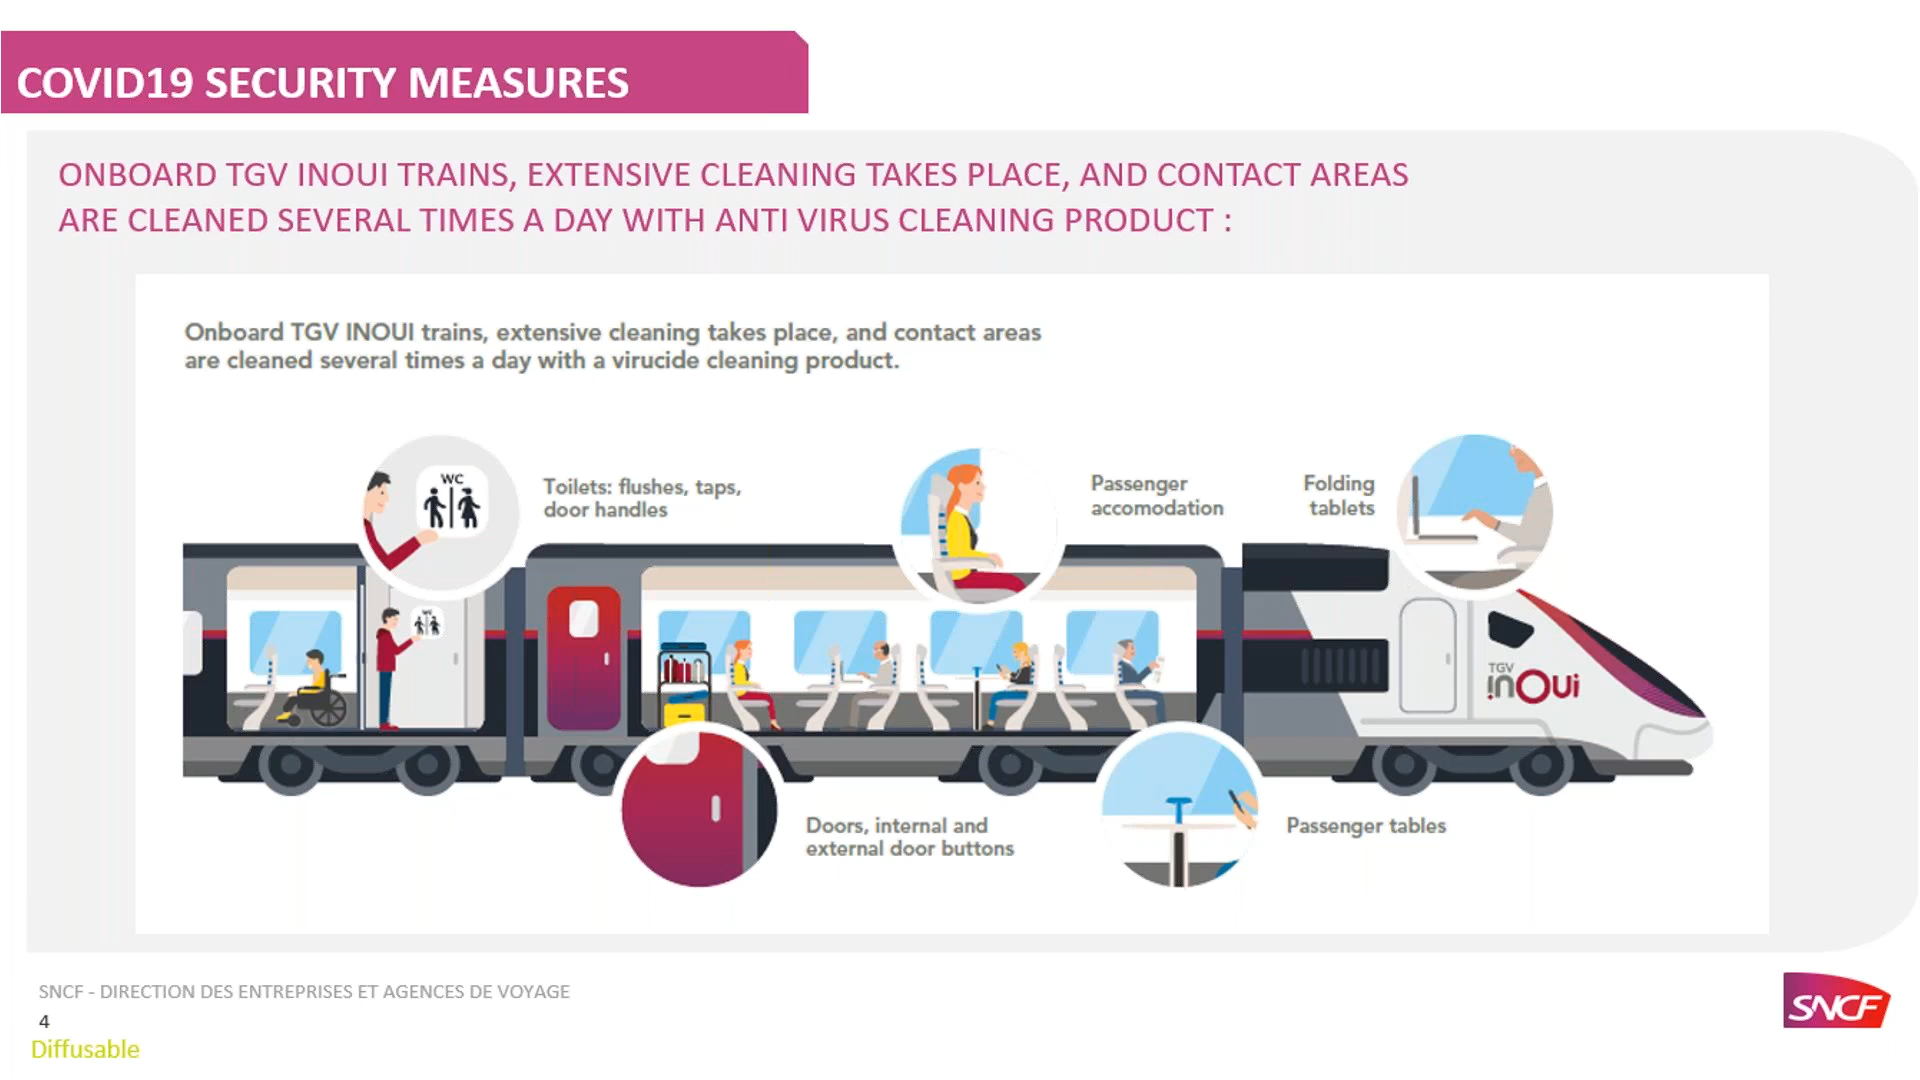 COVID19 SECURITY MEASURES
ONBOARD TGV INOUI TRAINS, EXTENSIVE CLEANING TAKES PLACE, AND CONTACT AREAS
ARE CLEANED SEVERAL TIMES A DAY WITH ANTI VIRUS CLEANING PRODUCT :
Onboard TGV INOUI trains, extensive cleaning takes place, and contact areas
are cleaned several times a day with a virucide cleaning product.
WC
Toilets: flushes, taps,
door handles
Passenger
accomodation
Folding
tablets
WC
TGV
inOui
Doors, internal and
external door buttons
Passenger tables
SNCF - DIRECTION DES ENTREPRISES ET AGENCES DE VOYAGE
4
Diffusable
SNCF